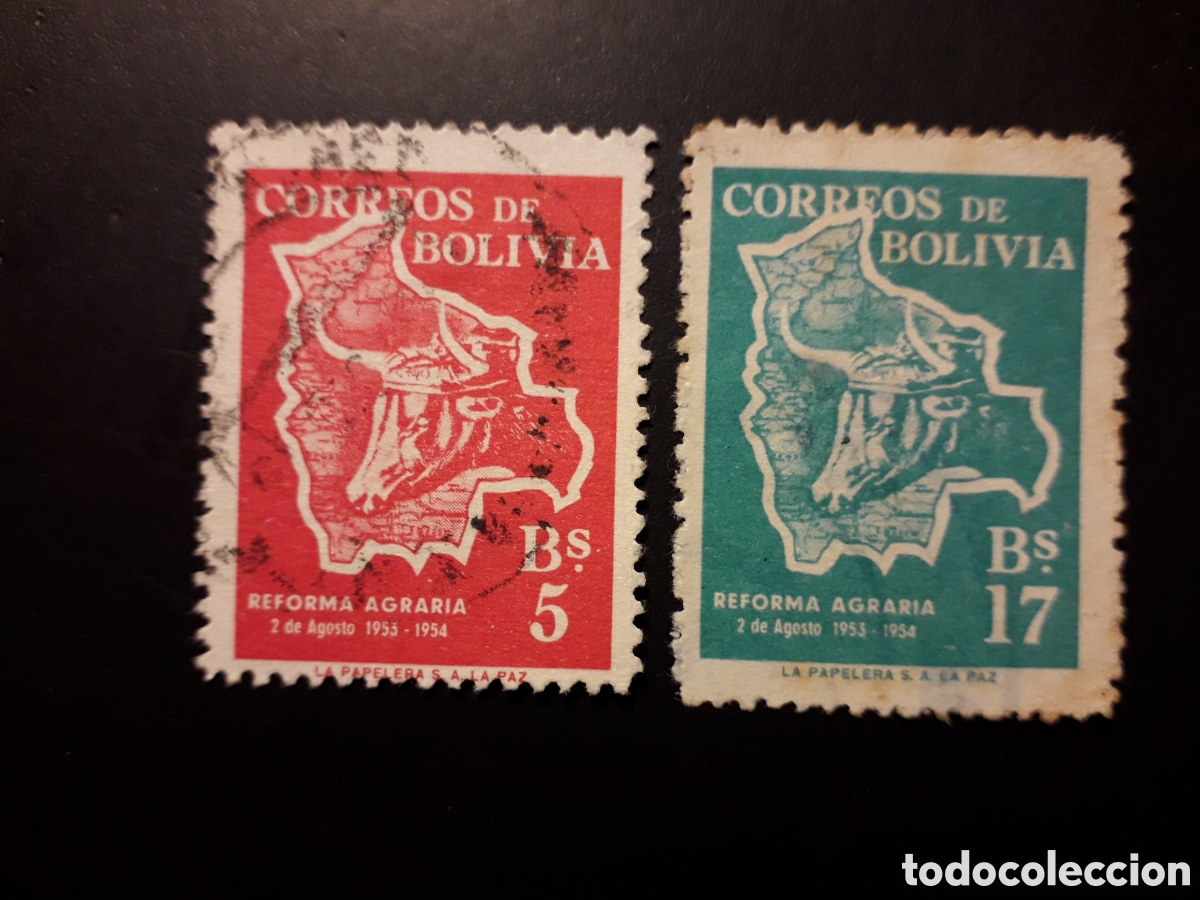 CORREOS DE
BOLIVIA
Bs.
5
REFORMA AGRARIA
2 de Agosto 1953 - 1954
LA PAPELERA S. A. LA PAZ
CORREOS DE
BOLIVIA
Bs.
17
REFORMA AGRARIA
2 de Agosto 1953 - 1954
LA PAPELERA S. A. LA PAZ
todocoleccion